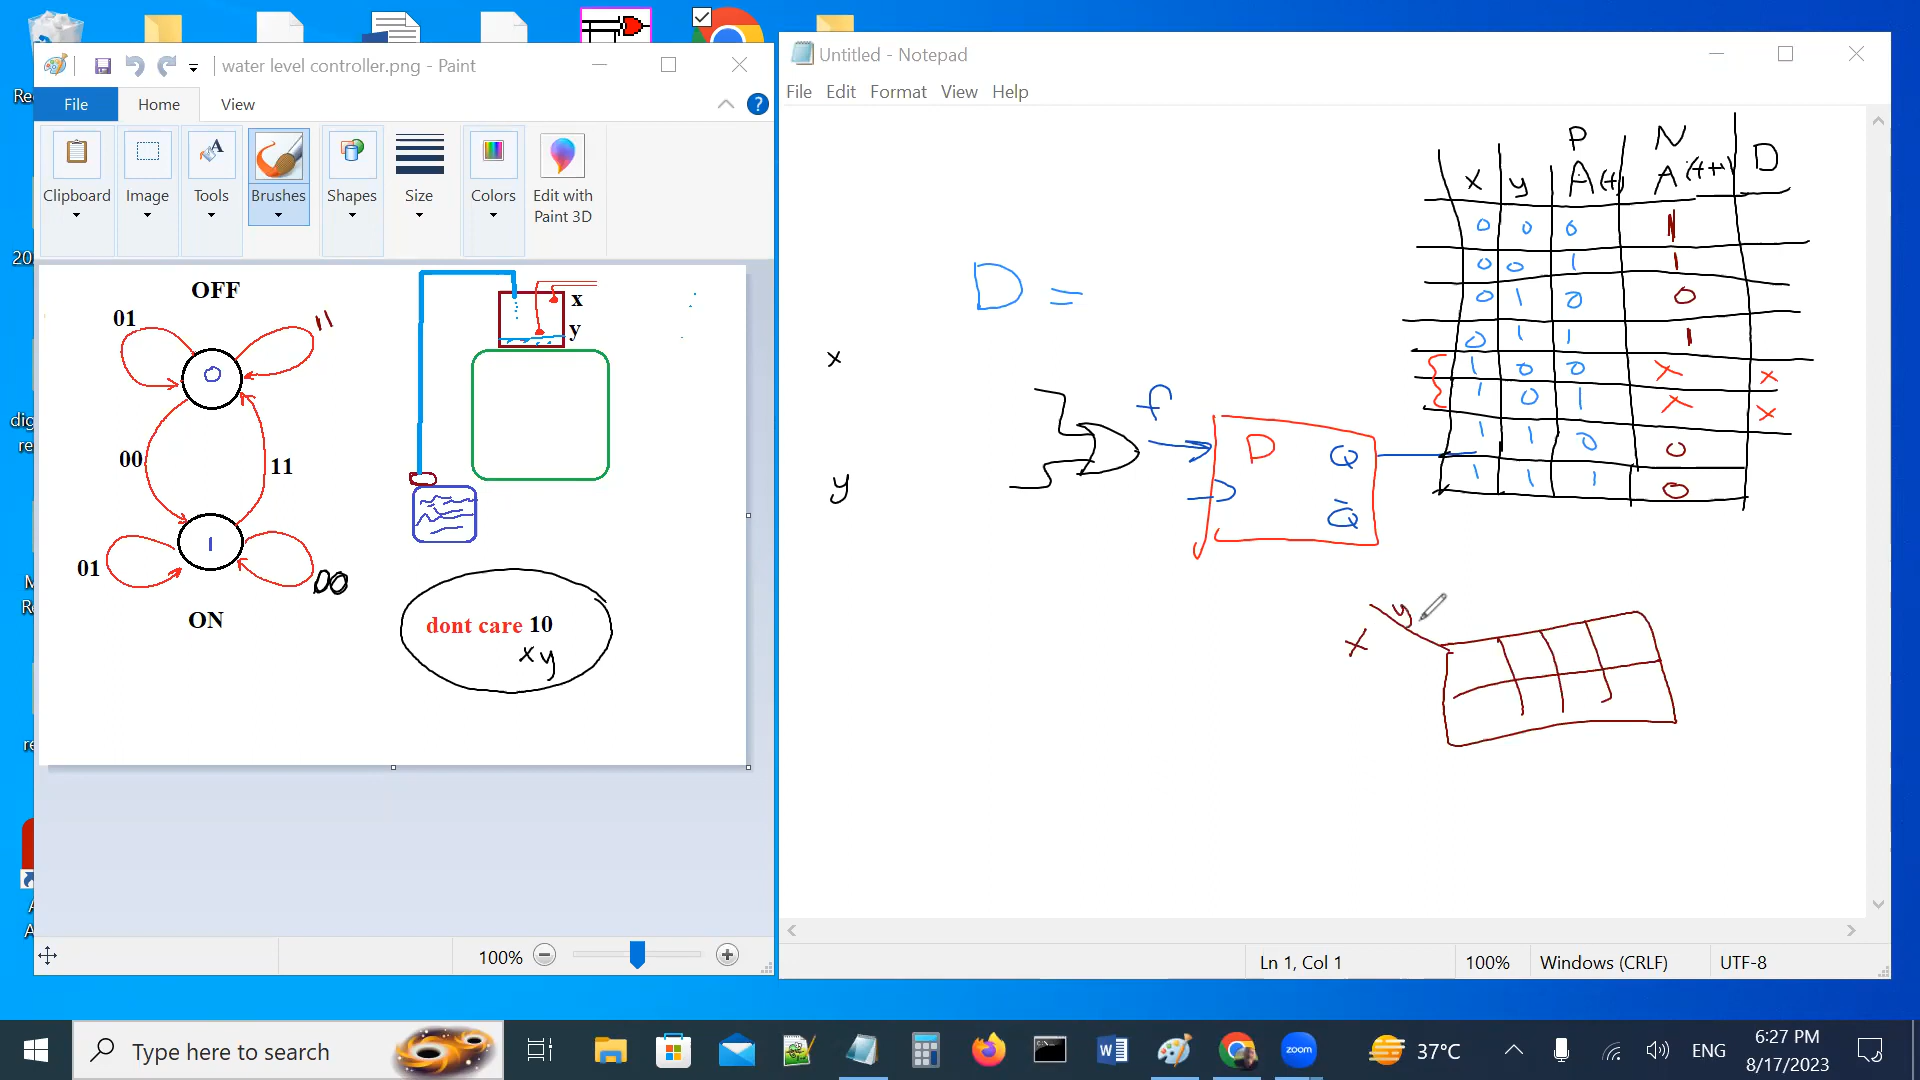 water level controller.png - Paint
File Home View
Clipboard Image Tools Brushes Shapes Size Colors Edit with Paint 3D
OFF
01 11
0
00 11
1
01 00
ON
x
y
dont care 10
x y
100%
Untitled - Notepad
File Edit Format View Help
P N
x y A(t) A(t+1) D
0 0 0 1
0 0 1 1
0 1 0 0
0 1 1 1
1 0 0 x x
1 0 1 x x
1 1 0 0
1 1 1 0
D =
x
y
f
D Q
Q̄
y
x
Ln 1, Col 1 100% Windows (CRLF) UTF-8
Type here to search
zoom
37°C
ENG
6:27 PM
8/17/2023